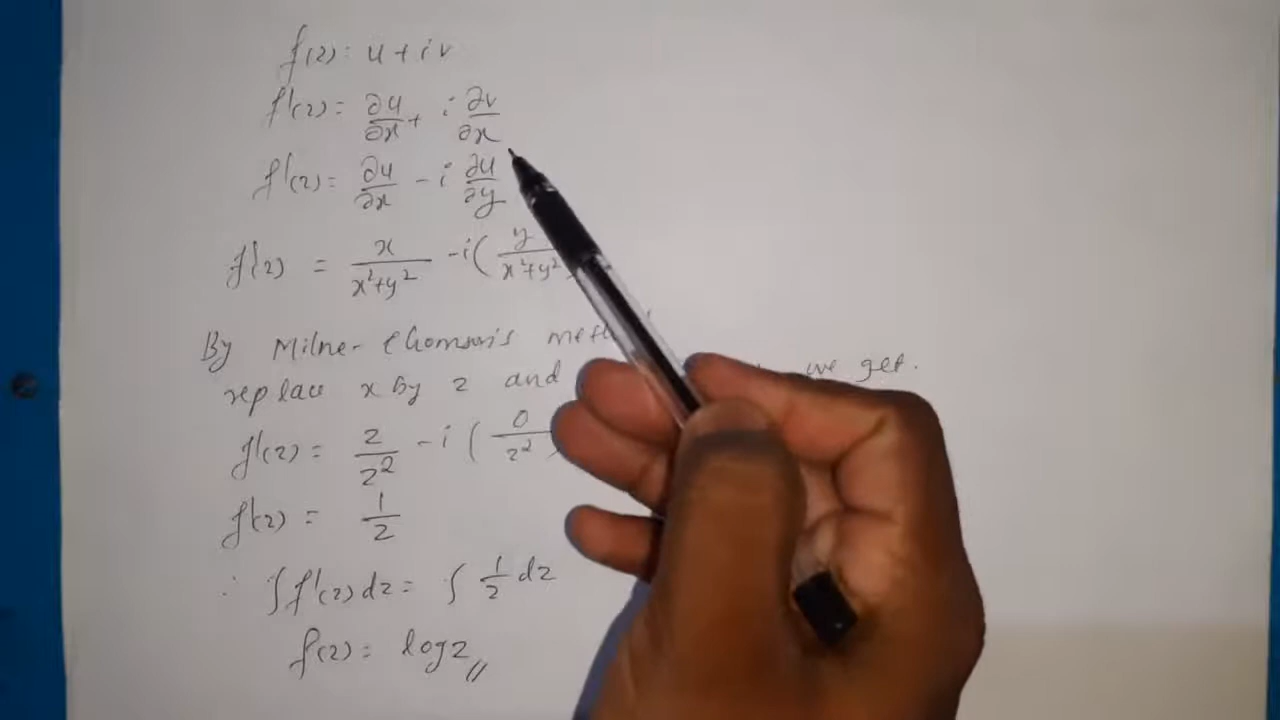 f(z) = u + iv
f'(z) = ∂u/∂x + i ∂v/∂x
f'(z) = ∂u/∂x - i ∂u/∂y
f'(z) = x/(x²+y²) - i(y/(x²+y²)
By Milne-Thomson's
replace x by z and we get.
f'(z) = z/z² - i(0/z²
f'(z) = 1/z
∴ ∫f'(z)dz = ∫ 1/z dz
f(z) = log z //